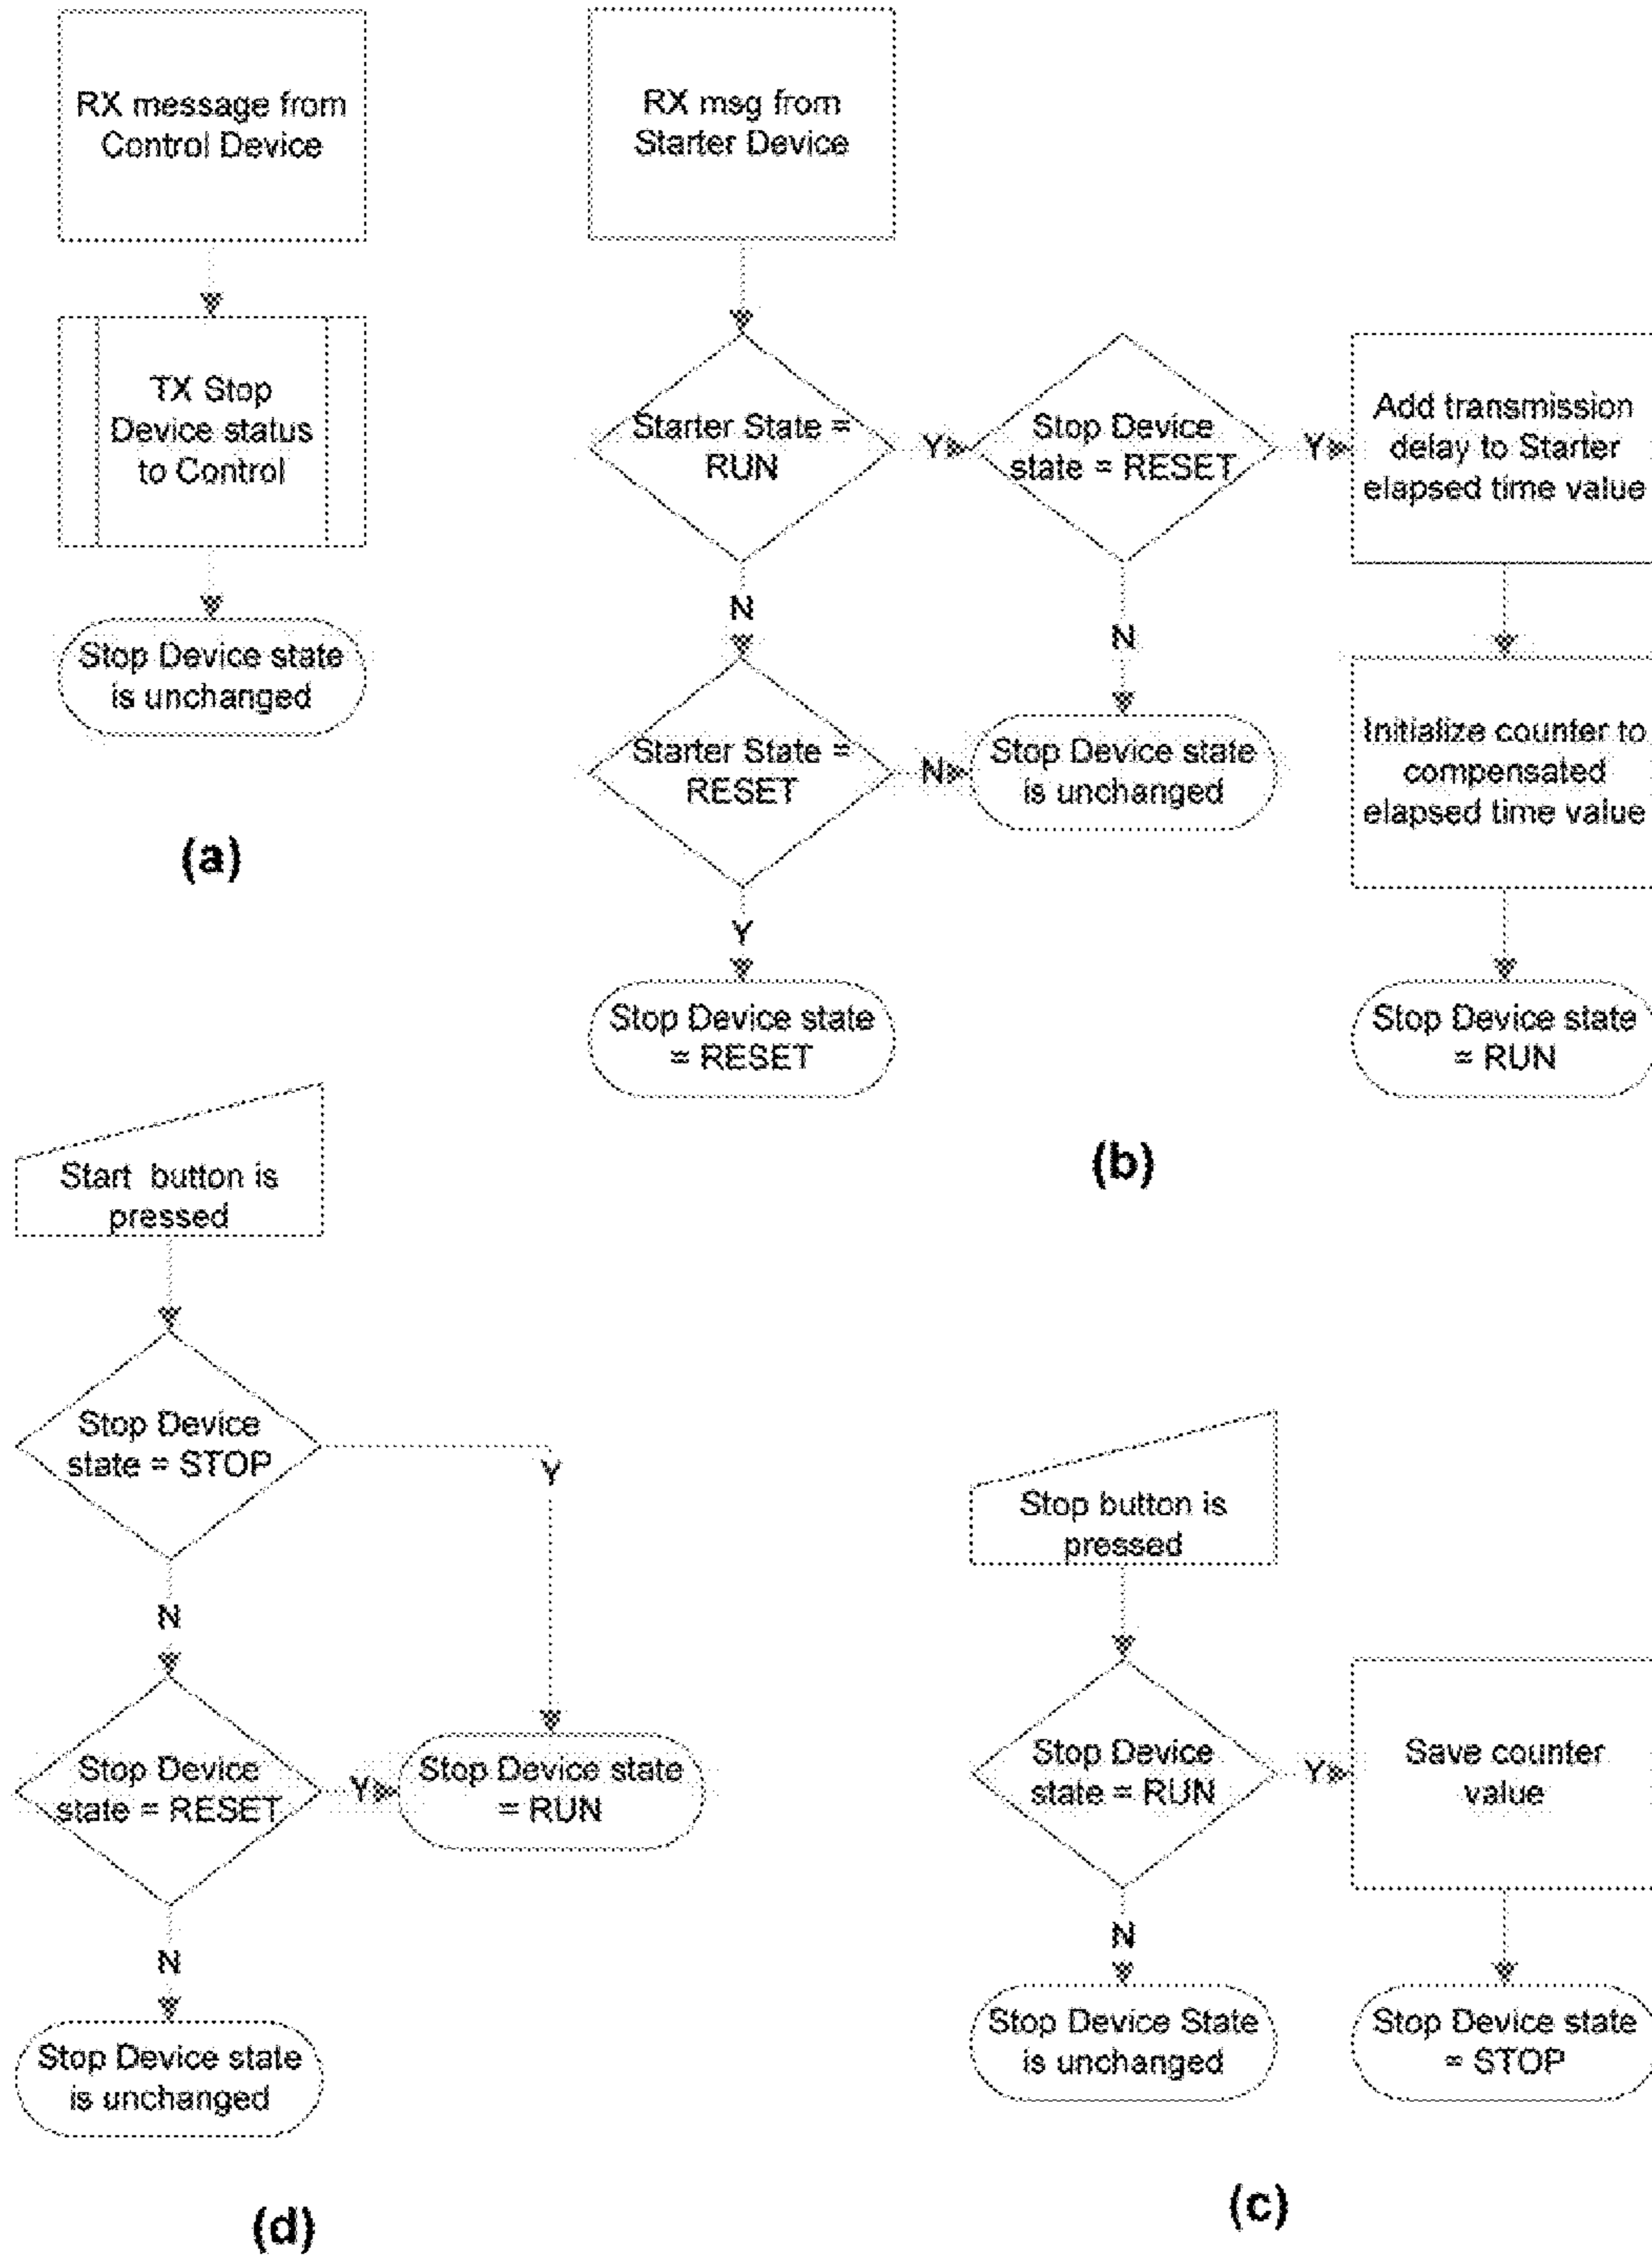 RX message from
Control Device
TX Stop
Device status
to Control
Stop Device state
is unchanged
(a)
RX msg from
Starter Device
Starter State =
RUN
Y
Stop Device
state = RESET
Y
Add transmission
delay to Starter
elapsed time value
N
N
Starter State =
RESET
N
Stop Device state
is unchanged
Initialize counter to
compensated
elapsed time value
Y
Stop Device state
= RESET
Stop Device state
= RUN
(b)
Start button is
pressed
Stop Device
state = STOP
Y
N
Stop Device
state = RESET
Y
Stop Device state
= RUN
N
Stop Device state
is unchanged
(d)
Stop button is
pressed
Stop Device
state = RUN
Y
Save counter
value
N
Stop Device State
is unchanged
Stop Device state
= STOP
(c)